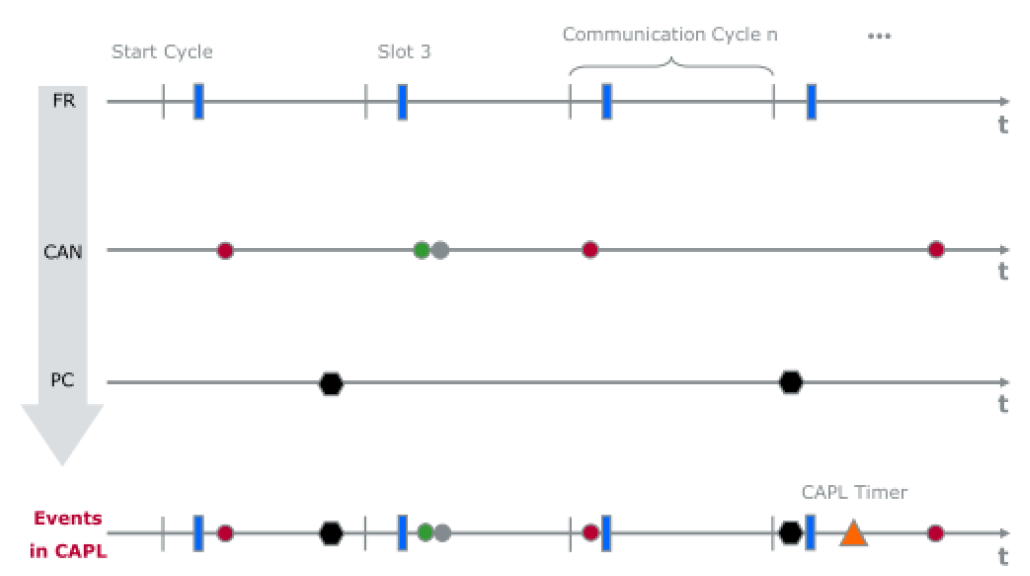 Communication Cycle n
...
Start Cycle
Slot 3
FR
t
CAN
t
PC
t
CAPL Timer
Events
in CAPL
t